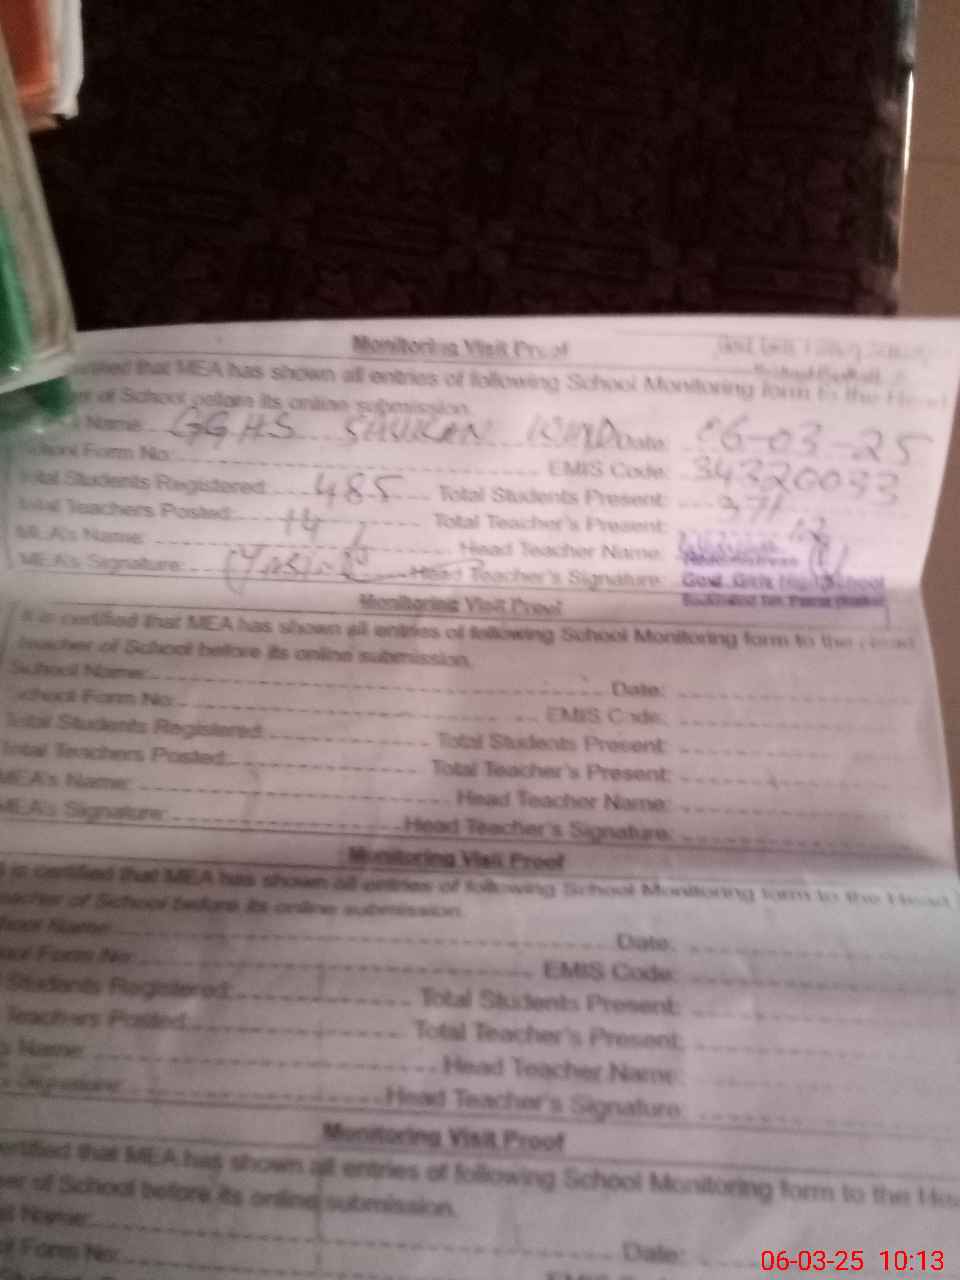 Monitoring Visit Proof
that MEA has shown all entries of following School Monitoring form to the Head
of School before its online submission.
Name: GGHS Date: 06-03-25
School Form No: EMIS Code: 34320093
Total Students Registered: 485 Total Students Present: 371
Total Teachers Posted: 14 Total Teacher's Present:
MEA's Name: Head Teacher Name:
MEA's Signature: Head Teacher's Signature: Govt. Girls High School
Monitoring Visit Proof
It is certified that MEA has shown all entries of following School Monitoring form to the Head
teacher of School before its online submission.
School Name: Date:
School Form No: EMIS Code:
Total Students Registered: Total Students Present:
Total Teachers Posted: Total Teacher's Present:
MEA's Name: Head Teacher Name:
MEA's Signature: Head Teacher's Signature:
Monitoring Visit Proof
is certified that MEA has shown all entries of following School Monitoring form to the Head
teacher of School before its online submission.
Name: Date:
Form No: EMIS Code:
Students Registered: Total Students Present:
Teachers Posted: Total Teacher's Present:
Name: Head Teacher Name:
Signature: Head Teacher's Signature:
Monitoring Visit Proof
certified that MEA has shown all entries of following School Monitoring form to the
of School before its online submission.
Name: Date:
Form No:
06-03-25 10:13